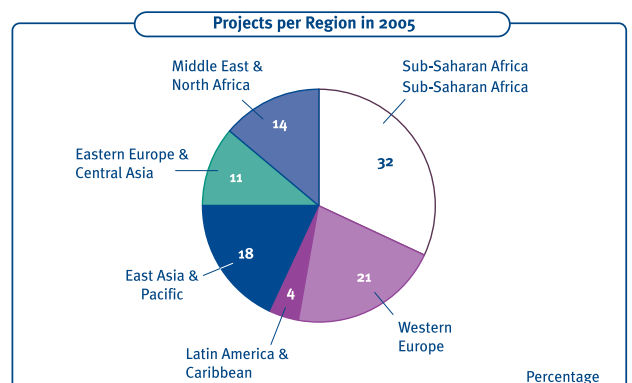 Projects per Region in 2005
Middle East &
North Africa
Sub-Saharan Africa
Sub-Saharan Africa
14
32
Eastern Europe &
Central Asia
11
18
East Asia &
Pacific
4
21
Western
Europe
Latin America &
Caribbean
Percentage